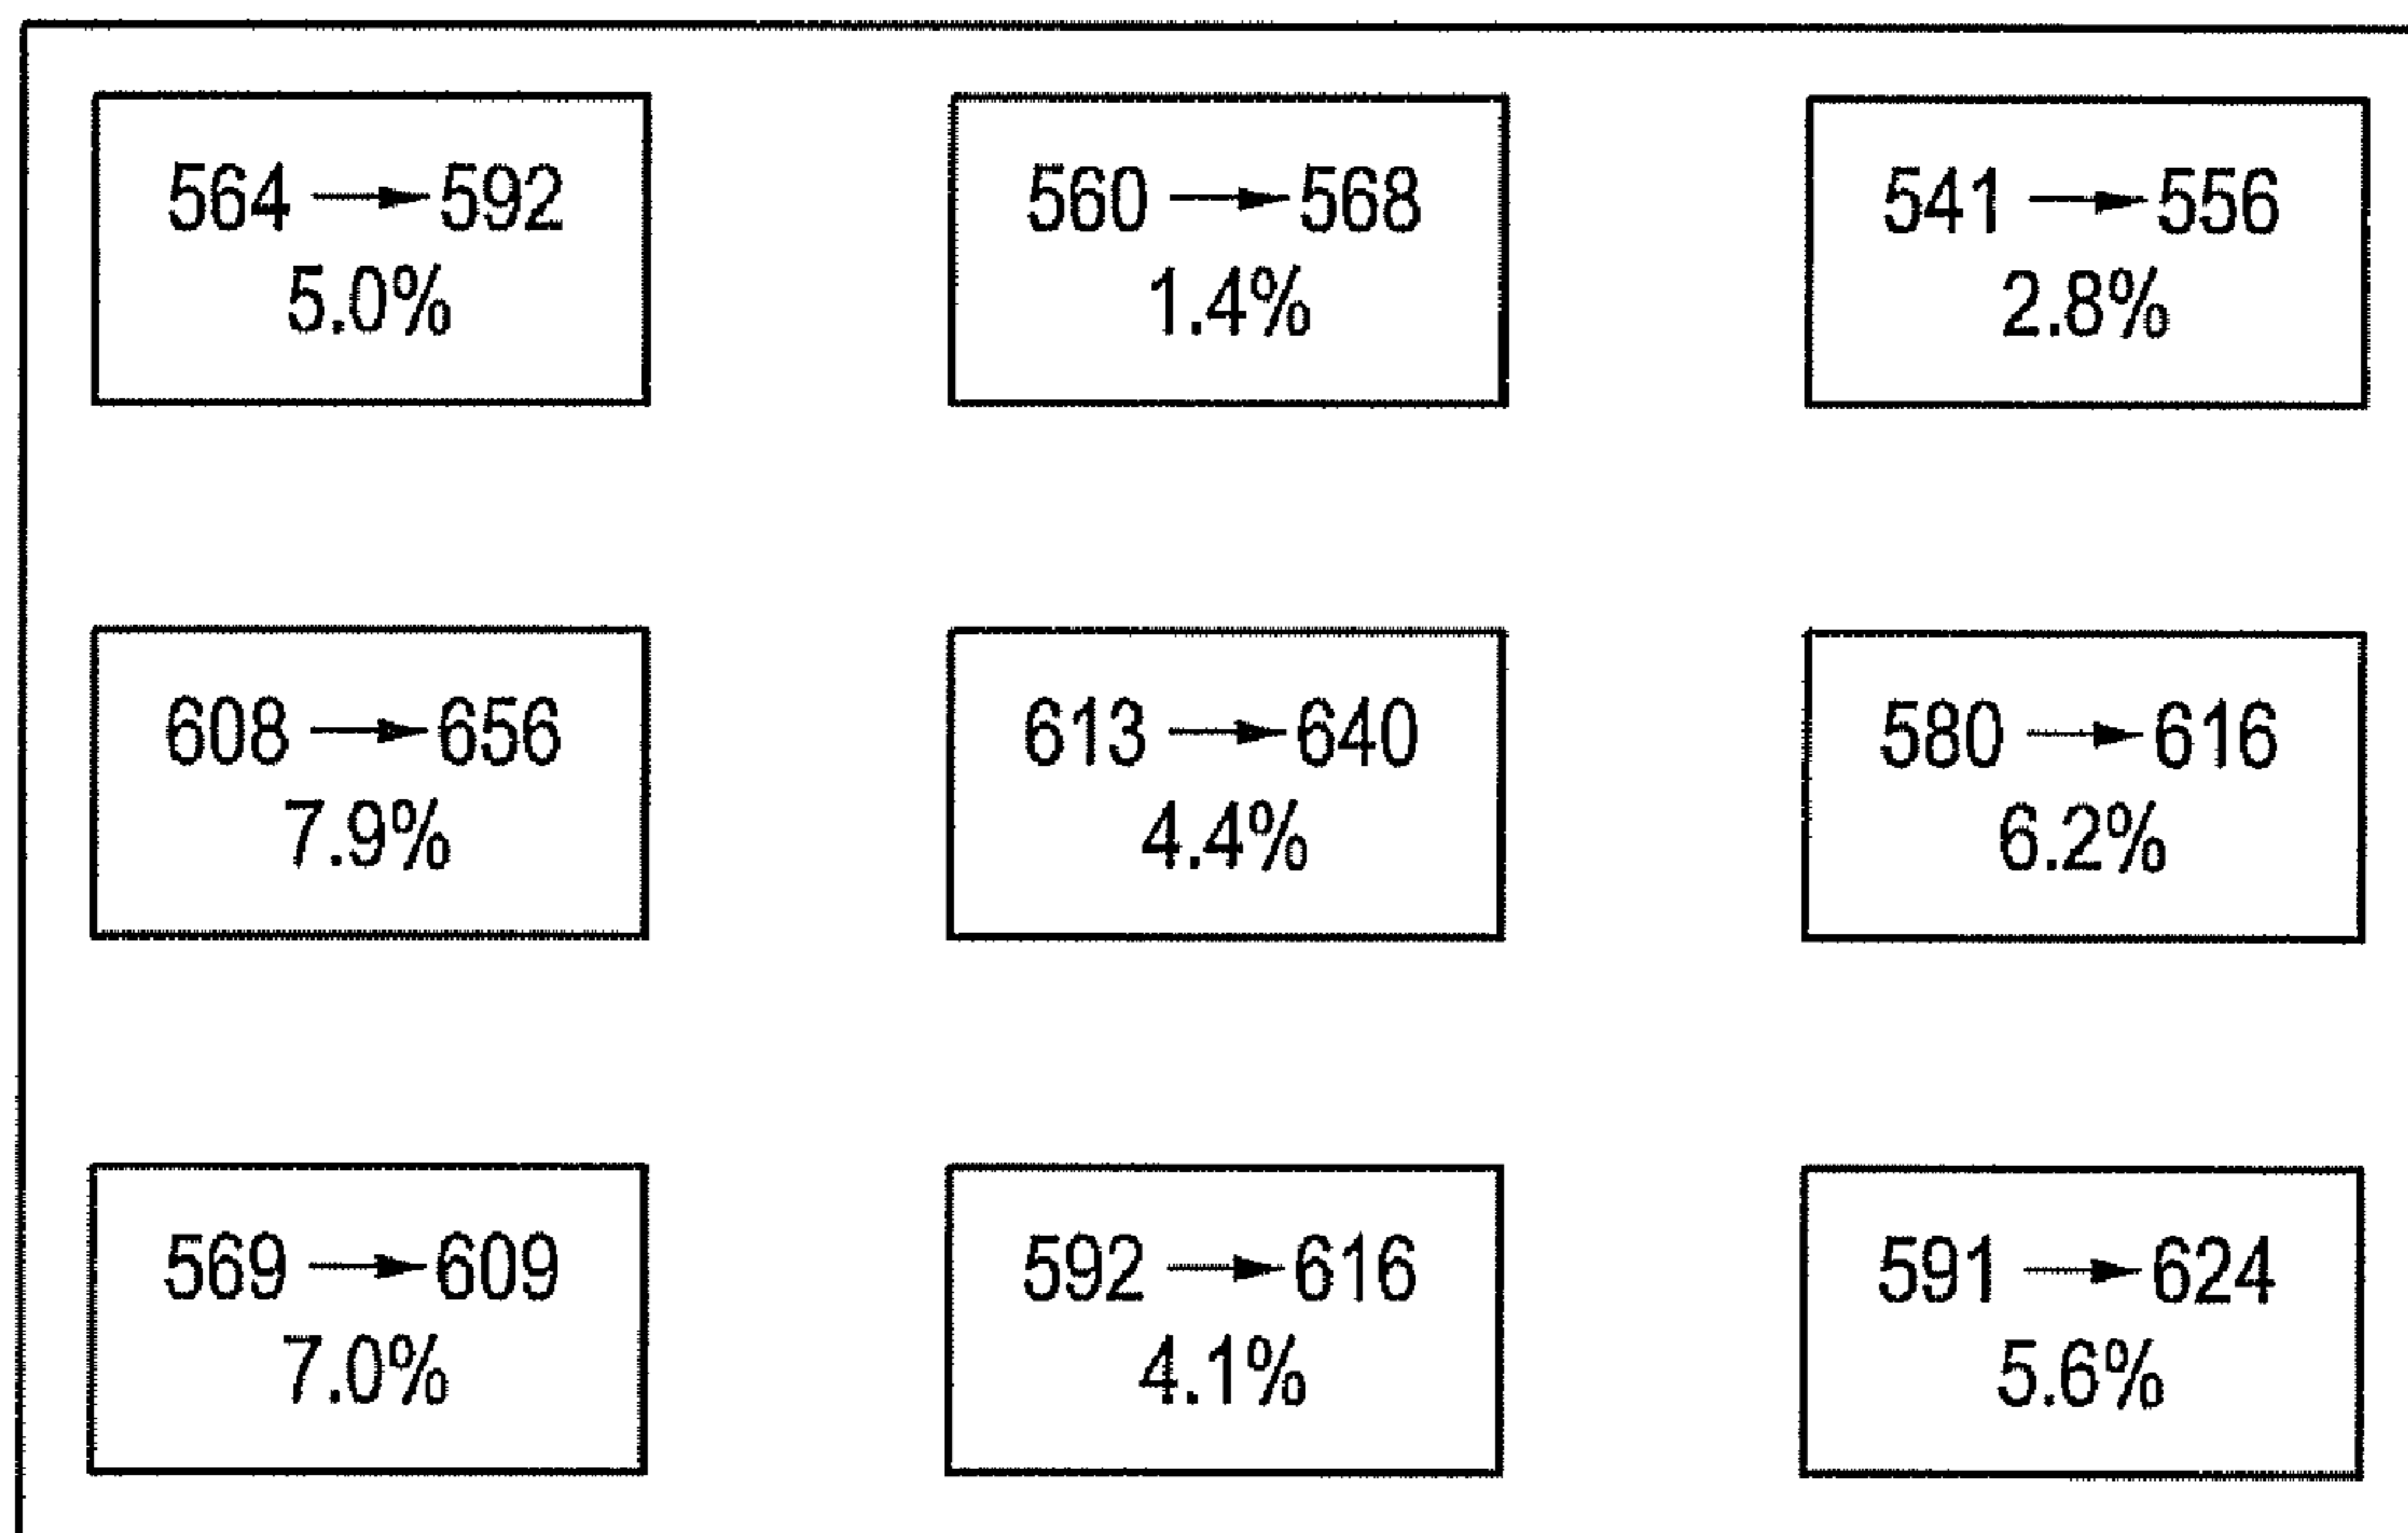 564 → 592
5.0%
560 → 568
1.4%
541 → 556
2.8%
608 → 656
7.9%
613 → 640
4.4%
580 → 616
6.2%
569 → 609
7.0%
592 → 616
4.1%
591 → 624
5.6%